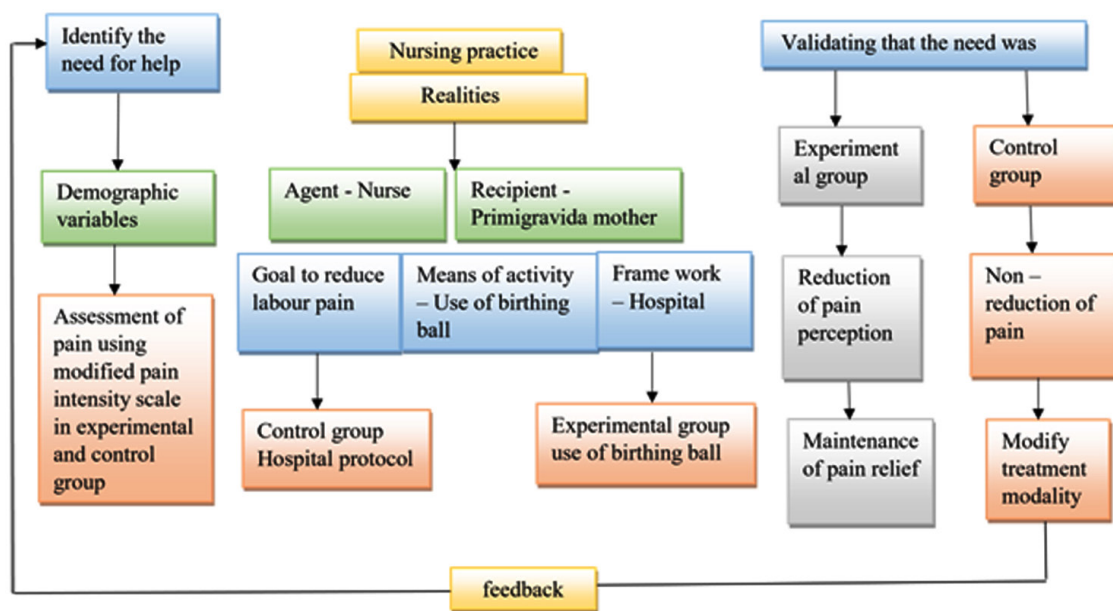 Identify the
need for help
Demographic
variables
Assessment of
pain using
modified pain
intensity scale
in experimental
and control
group
Nursing practice
Realities
Agent - Nurse
Recipient -
Primigravida mother
Goal to reduce
labour pain
Means of activity
– Use of birthing
ball
Frame work
– Hospital
Control group
Hospital protocol
Experimental group
use of birthing ball
Validating that the need was
Experiment
al group
Reduction
of pain
perception
Maintenance
of pain relief
Control
group
Non –
reduction of
pain
Modify
treatment
modality
feedback